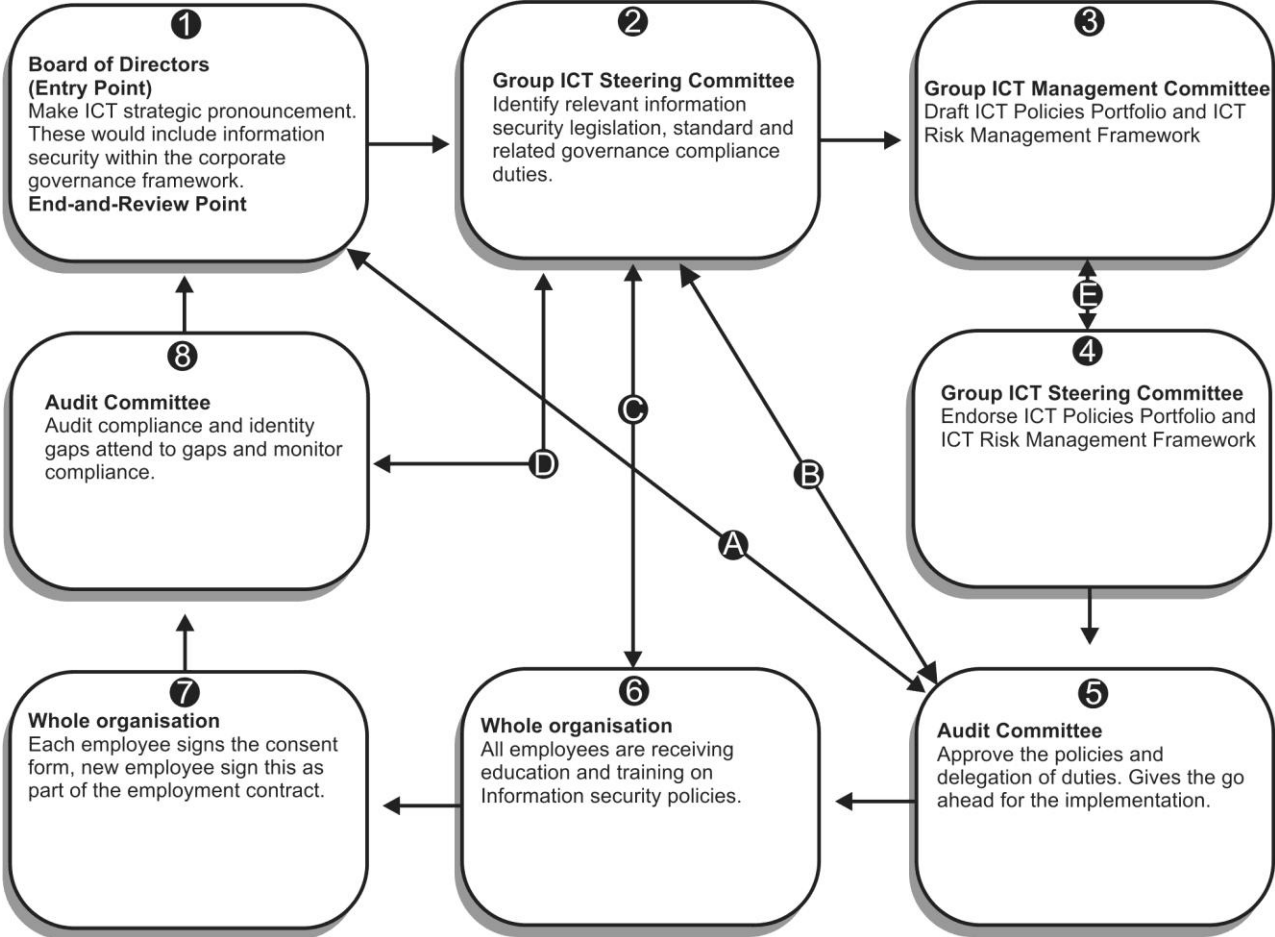 1
Board of Directors
(Entry Point)
Make ICT strategic pronouncement.
These would include information
security within the corporate
governance framework.
End-and-Review Point
2
Group ICT Steering Committee
Identify relevant information
security legislation, standard and
related governance compliance
duties.
3
Group ICT Management Committee
Draft ICT Policies Portfolio and ICT
Risk Management Framework
E
4
Group ICT Steering Committee
Endorse ICT Policies Portfolio and
ICT Risk Management Framework
8
Audit Committee
Audit compliance and identity
gaps attend to gaps and monitor
compliance.
D
C
B
A
7
Whole organisation
Each employee signs the consent
form, new employee sign this as
part of the employment contract.
6
Whole organisation
All employees are receiving
education and training on
Information security policies.
5
Audit Committee
Approve the policies and
delegation of duties. Gives the go
ahead for the implementation.